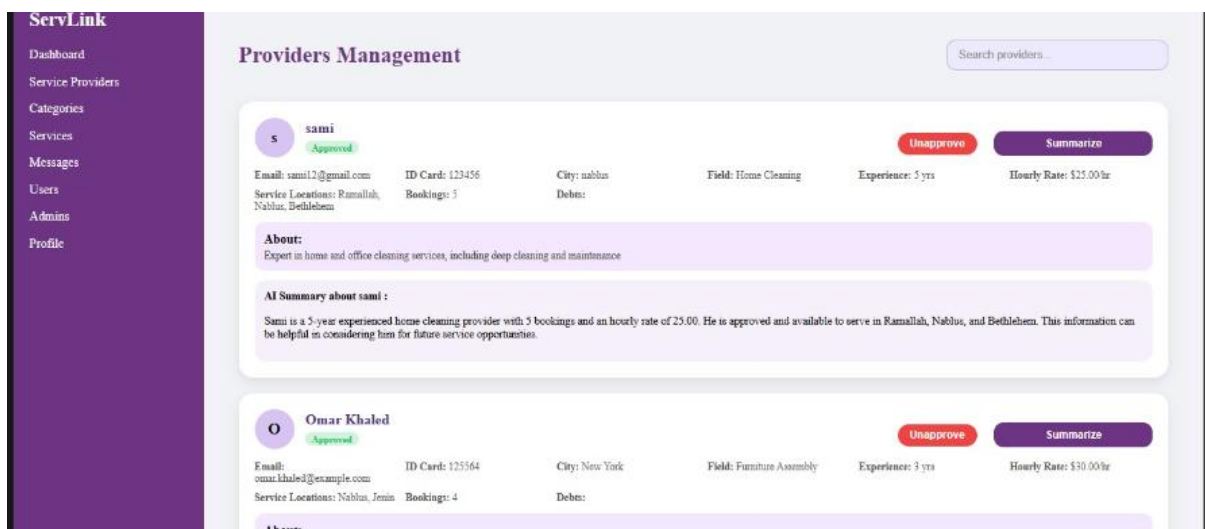 ServLink
Dashboard
Service Providers
Categories
Services
Messages
Users
Admins
Profile
Providers Management
Search providers...
s
sami
Approved
Unapprove
Summarize
Email: sami12@gmail.com
ID Card: 123456
City: nablus
Field: Home Cleaning
Experience: 5 yrs
Hourly Rate: $25.00/hr
Service Locations: Ramallah,
Nablus, Bethlehem
Bookings: 5
Debts:
About:
Expert in home and office cleaning services, including deep cleaning and maintenance
AI Summary about sami :
Sami is a 5-year experienced home cleaning provider with 5 bookings and an hourly rate of 25.00. He is approved and available to serve in Ramallah, Nablus, and Bethlehem. This information can
be helpful in considering him for future service opportunities.
O
Omar Khaled
Approved
Unapprove
Summarize
Email:
omar.khaled@example.com
ID Card: 125564
City: New York
Field: Furniture Assembly
Experience: 3 yrs
Hourly Rate: $30.00/hr
Service Locations: Nablus, Jenin
Bookings: 4
Debts:
About: